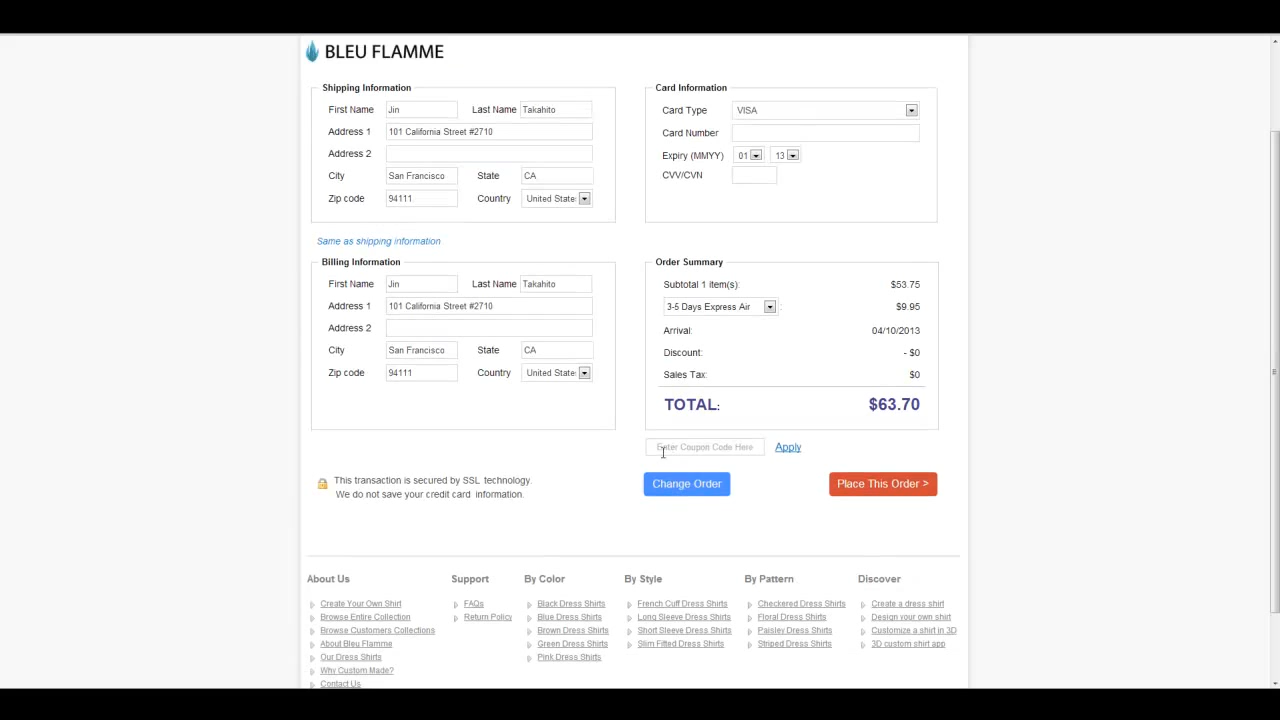 BLEU FLAMME
Shipping Information
First Name Jin Last Name Takahito
Address 1 101 California Street #2710
Address 2
City San Francisco State CA
Zip code 94111 Country United State
Same as shipping information
Billing Information
First Name Jin Last Name Takahito
Address 1 101 California Street #2710
Address 2
City San Francisco State CA
Zip code 94111 Country United State
Card Information
Card Type VISA
Card Number
Expiry (MMYY) 01 13
CVV/CVN
Order Summary
Subtotal 1 item(s): $53.75
3-5 Days Express Air : $9.95
Arrival: 04/10/2013
Discount: - $0
Sales Tax: $0
TOTAL: $63.70
Enter Coupon Code Here Apply
This transaction is secured by SSL technology.
We do not save your credit card information.
Change Order Place This Order >
About Us
Create Your Own Shirt
Browse Entire Collection
Browse Customers Collections
About Bleu Flamme
Our Dress Shirts
Why Custom Made?
Contact Us
Support
FAQs
Return Policy
By Color
Black Dress Shirts
Blue Dress Shirts
Brown Dress Shirts
Green Dress Shirts
Pink Dress Shirts
By Style
French Cuff Dress Shirts
Long Sleeve Dress Shirts
Short Sleeve Dress Shirts
Slim Fitted Dress Shirts
By Pattern
Checkered Dress Shirts
Floral Dress Shirts
Paisley Dress Shirts
Striped Dress Shirts
Discover
Create a dress shirt
Design your own shirt
Customize a shirt in 3D
3D custom shirt app